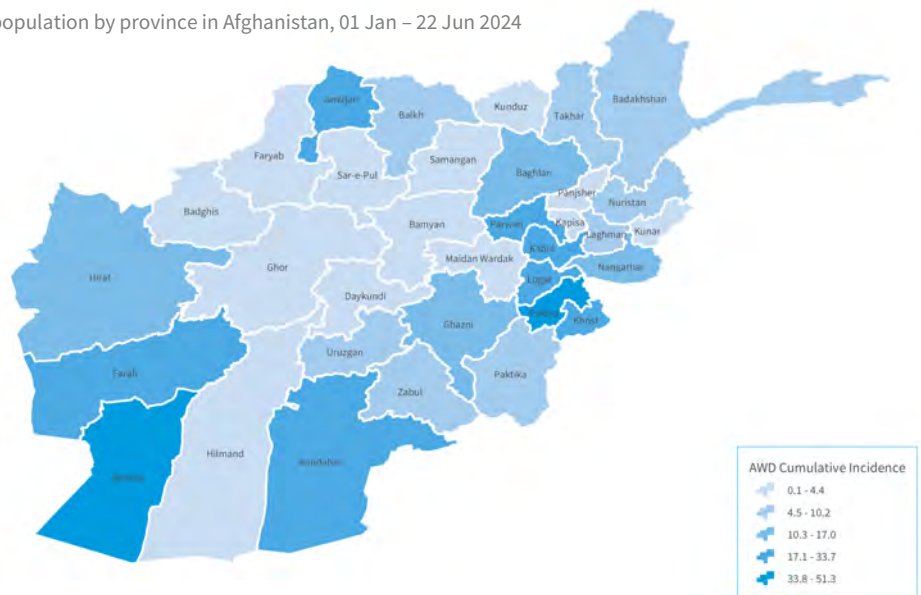 population by province in Afghanistan, 01 Jan – 22 Jun 2024
Jawzjan
Balkh
Kunduz
Takhar
Badakhshan
Faryab
Sar-e-Pul
Samangan
Baghlan
Panjsher
Nuristan
Badghis
Bamyan
Parwan
Kapisa
Laghman
Kunar
Kabul
Hirat
Ghor
Maidan Wardak
Nangarhar
Logar
Daykundi
Paktya
Khost
Ghazni
Uruzgan
Farah
Zabul
Paktika
Hilmand
Kandahar
AWD Cumulative Incidence
0.1 - 4.4
4.5 - 10.2
10.3 - 17.0
17.1 - 33.7
33.8 - 51.3